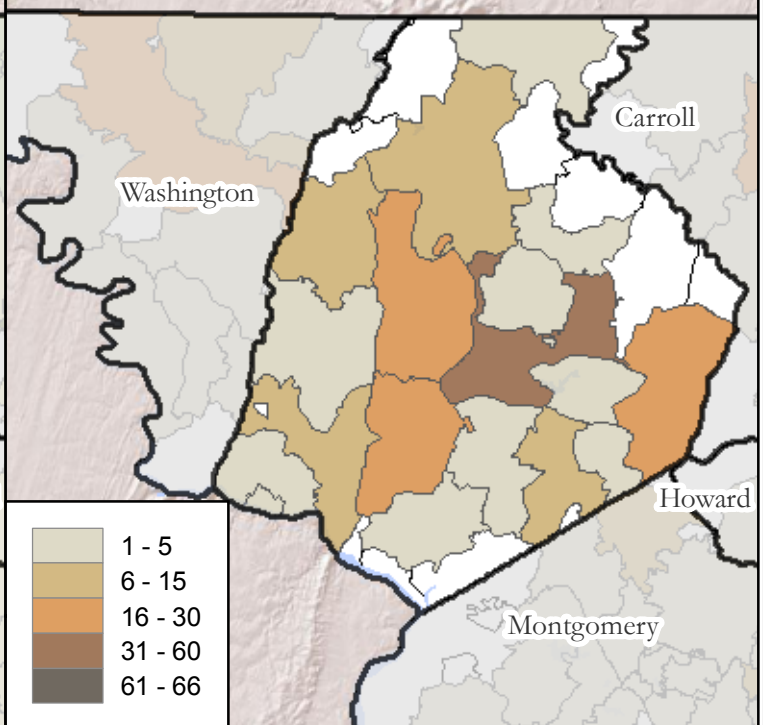 Carroll
Washington
Howard
Montgomery
1 - 5
6 - 15
16 - 30
31 - 60
61 - 66